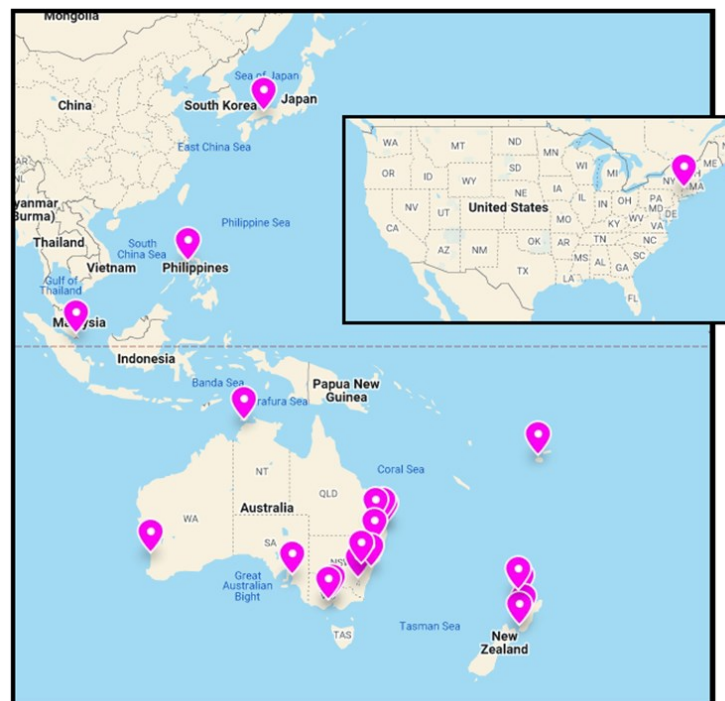 Mongolia
Sea of Japan
China
South Korea
Japan
East China Sea
NL
Philippine Sea
Thailand
South
China Sea
Vietnam
Philippines
Gulf of
Thailand
Indonesia
Banda Sea
Papua New
Guinea
Coral Sea
NT
QLD
WA
Australia
SA
Great
Australian
Bight
TAS
Tasman Sea
New
Zealand
WA
MT
ND
MN
OR
ID
SD
WI
MI
NY
ME
MA
WY
NE
IA
IL
IN
OH
PA
NV
UT
United States
MO
KY
WV
MD
DE
VA
CA
AZ
NM
OK
AR
TN
NC
MS
AL
SC
GA
TX
LA
FL